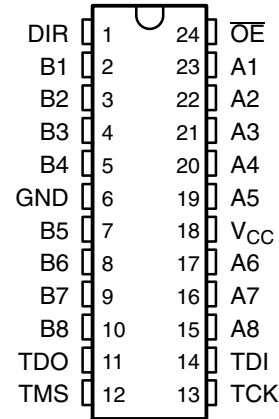 DIR 1 24 OE
B1 2 23 A1
B2 3 22 A2
B3 4 21 A3
B4 5 20 A4
GND 6 19 A5
B5 7 18 VCC
B6 8 17 A6
B7 9 16 A7
B8 10 15 A8
TDO 11 14 TDI
TMS 12 13 TCK